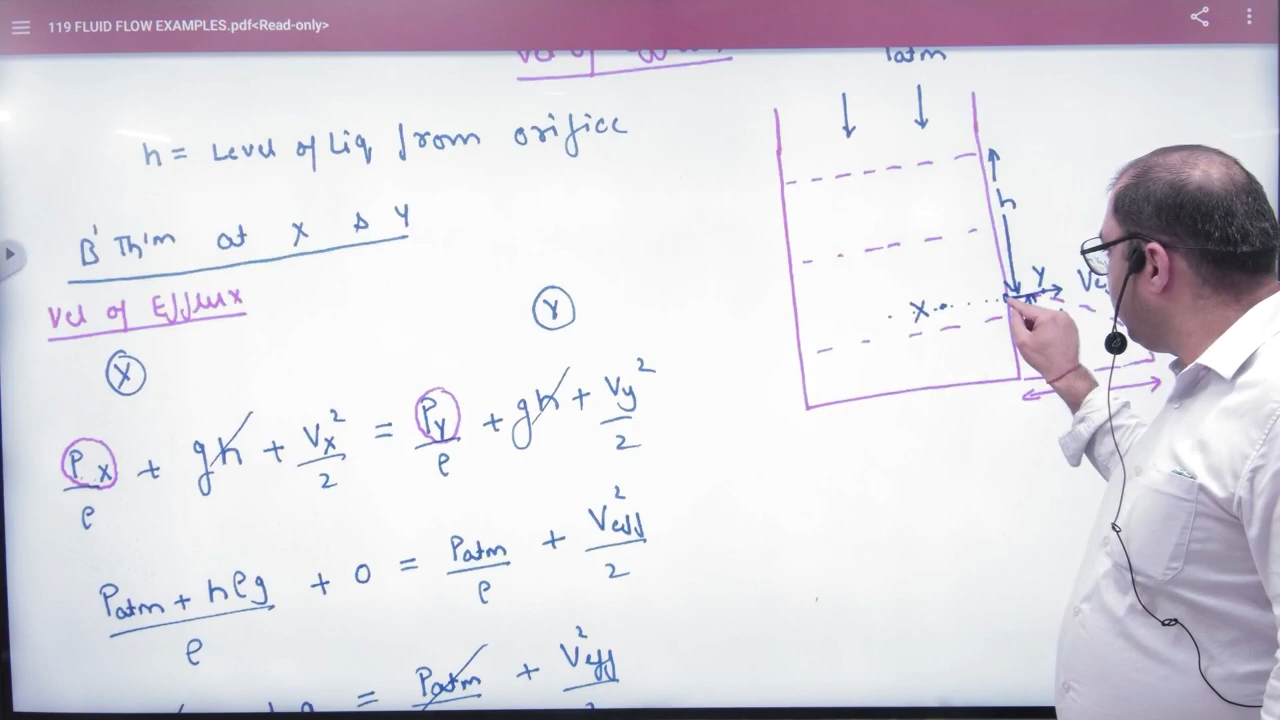 119 FLUID FLOW EXAMPLES.pdf<Read-only>
Patm
h = Level of Liq from orifice
h
B' Th'm at X & Y
Vel of Efflux
Y
X
X
Y
Px/ρ + gh + Vx²/2 = Py/ρ + gh + Vy²/2
Patm + hρg/ρ + 0 = Patm/ρ + Veff²/2
= Patm + Veff²